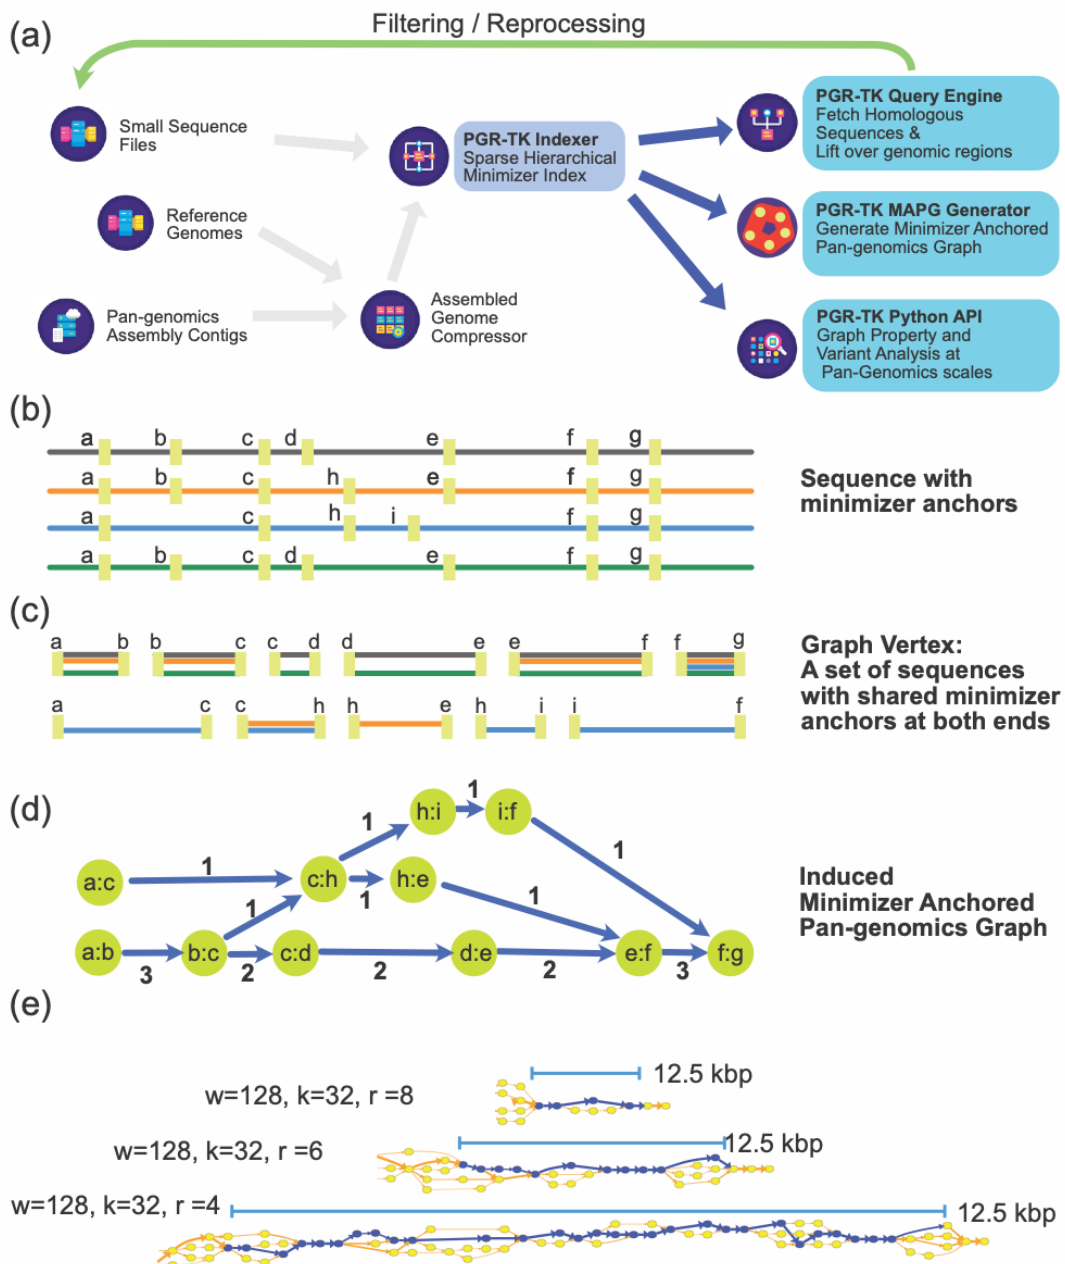 (a)
Filtering / Reprocessing
Small Sequence
Files
Reference
Genomes
Pan-genomics
Assembly Contigs
PGR-TK Indexer
Sparse Hierarchical
Minimizer Index
Assembled
Genome
Compressor
PGR-TK Query Engine
Fetch Homologous
Sequences &
Lift over genomic regions
PGR-TK MAPG Generator
Generate Minimizer Anchored
Pan-genomics Graph
PGR-TK Python API
Graph Property and
Variant Analysis at
Pan-Genomics scales
(b)
a b c d e f g
a b c h e f g
a c h i f g
a b c d e f g
Sequence with
minimizer anchors
(c)
a b b c c d d e e f f g
a c c h h e h i i f
Graph Vertex:
A set of sequences
with shared minimizer
anchors at both ends
(d)
h:i 1 i:f
1 1
a:c 1 c:h 1 h:e 1
1
a:b 3 b:c 2 c:d 2 d:e 2 e:f 3 f:g
Induced
Minimizer Anchored
Pan-genomics Graph
(e)
w=128, k=32, r =8 12.5 kbp
w=128, k=32, r =6 12.5 kbp
w=128, k=32, r =4 12.5 kbp